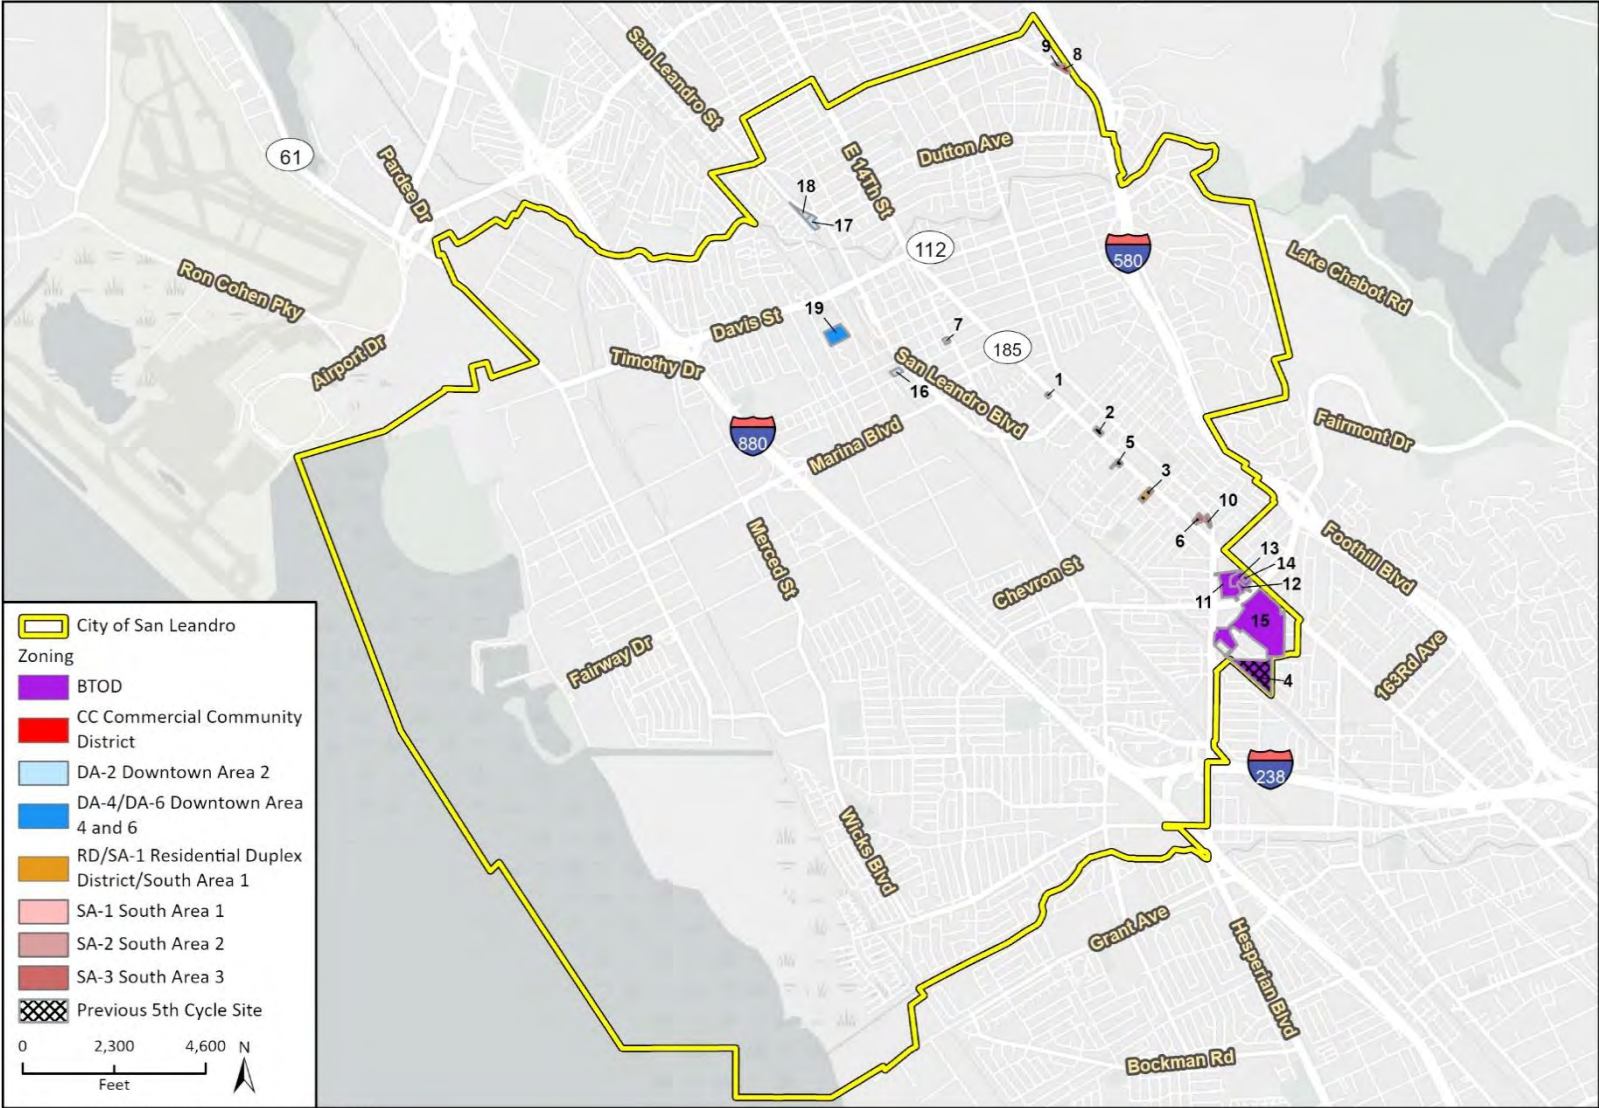 9
8
San Leandro St
Dutton Ave
61
Pardee Dr
E 14Th St
18
17
112
580
Lake Chabot Rd
Ron Cohen Pky
19
Davis St
7
185
Airport Dr
Timothy Dr
San Leandro Blvd
16
1
2
880
Marina Blvd
Fairmont Dr
5
3
10
6
Merced St
Foothill Blvd
Chevron St
13
14
12
11
15
4
163Rd Ave
Fairway Dr
238
Wicks Blvd
Grant Ave
Hesperian Blvd
Bockman Rd
City of San Leandro
Zoning
BTOD
CC Commercial Community
District
DA-2 Downtown Area 2
DA-4/DA-6 Downtown Area
4 and 6
RD/SA-1 Residential Duplex
District/South Area 1
SA-1 South Area 1
SA-2 South Area 2
SA-3 South Area 3
Previous 5th Cycle Site
0 2,300 4,600 N
Feet